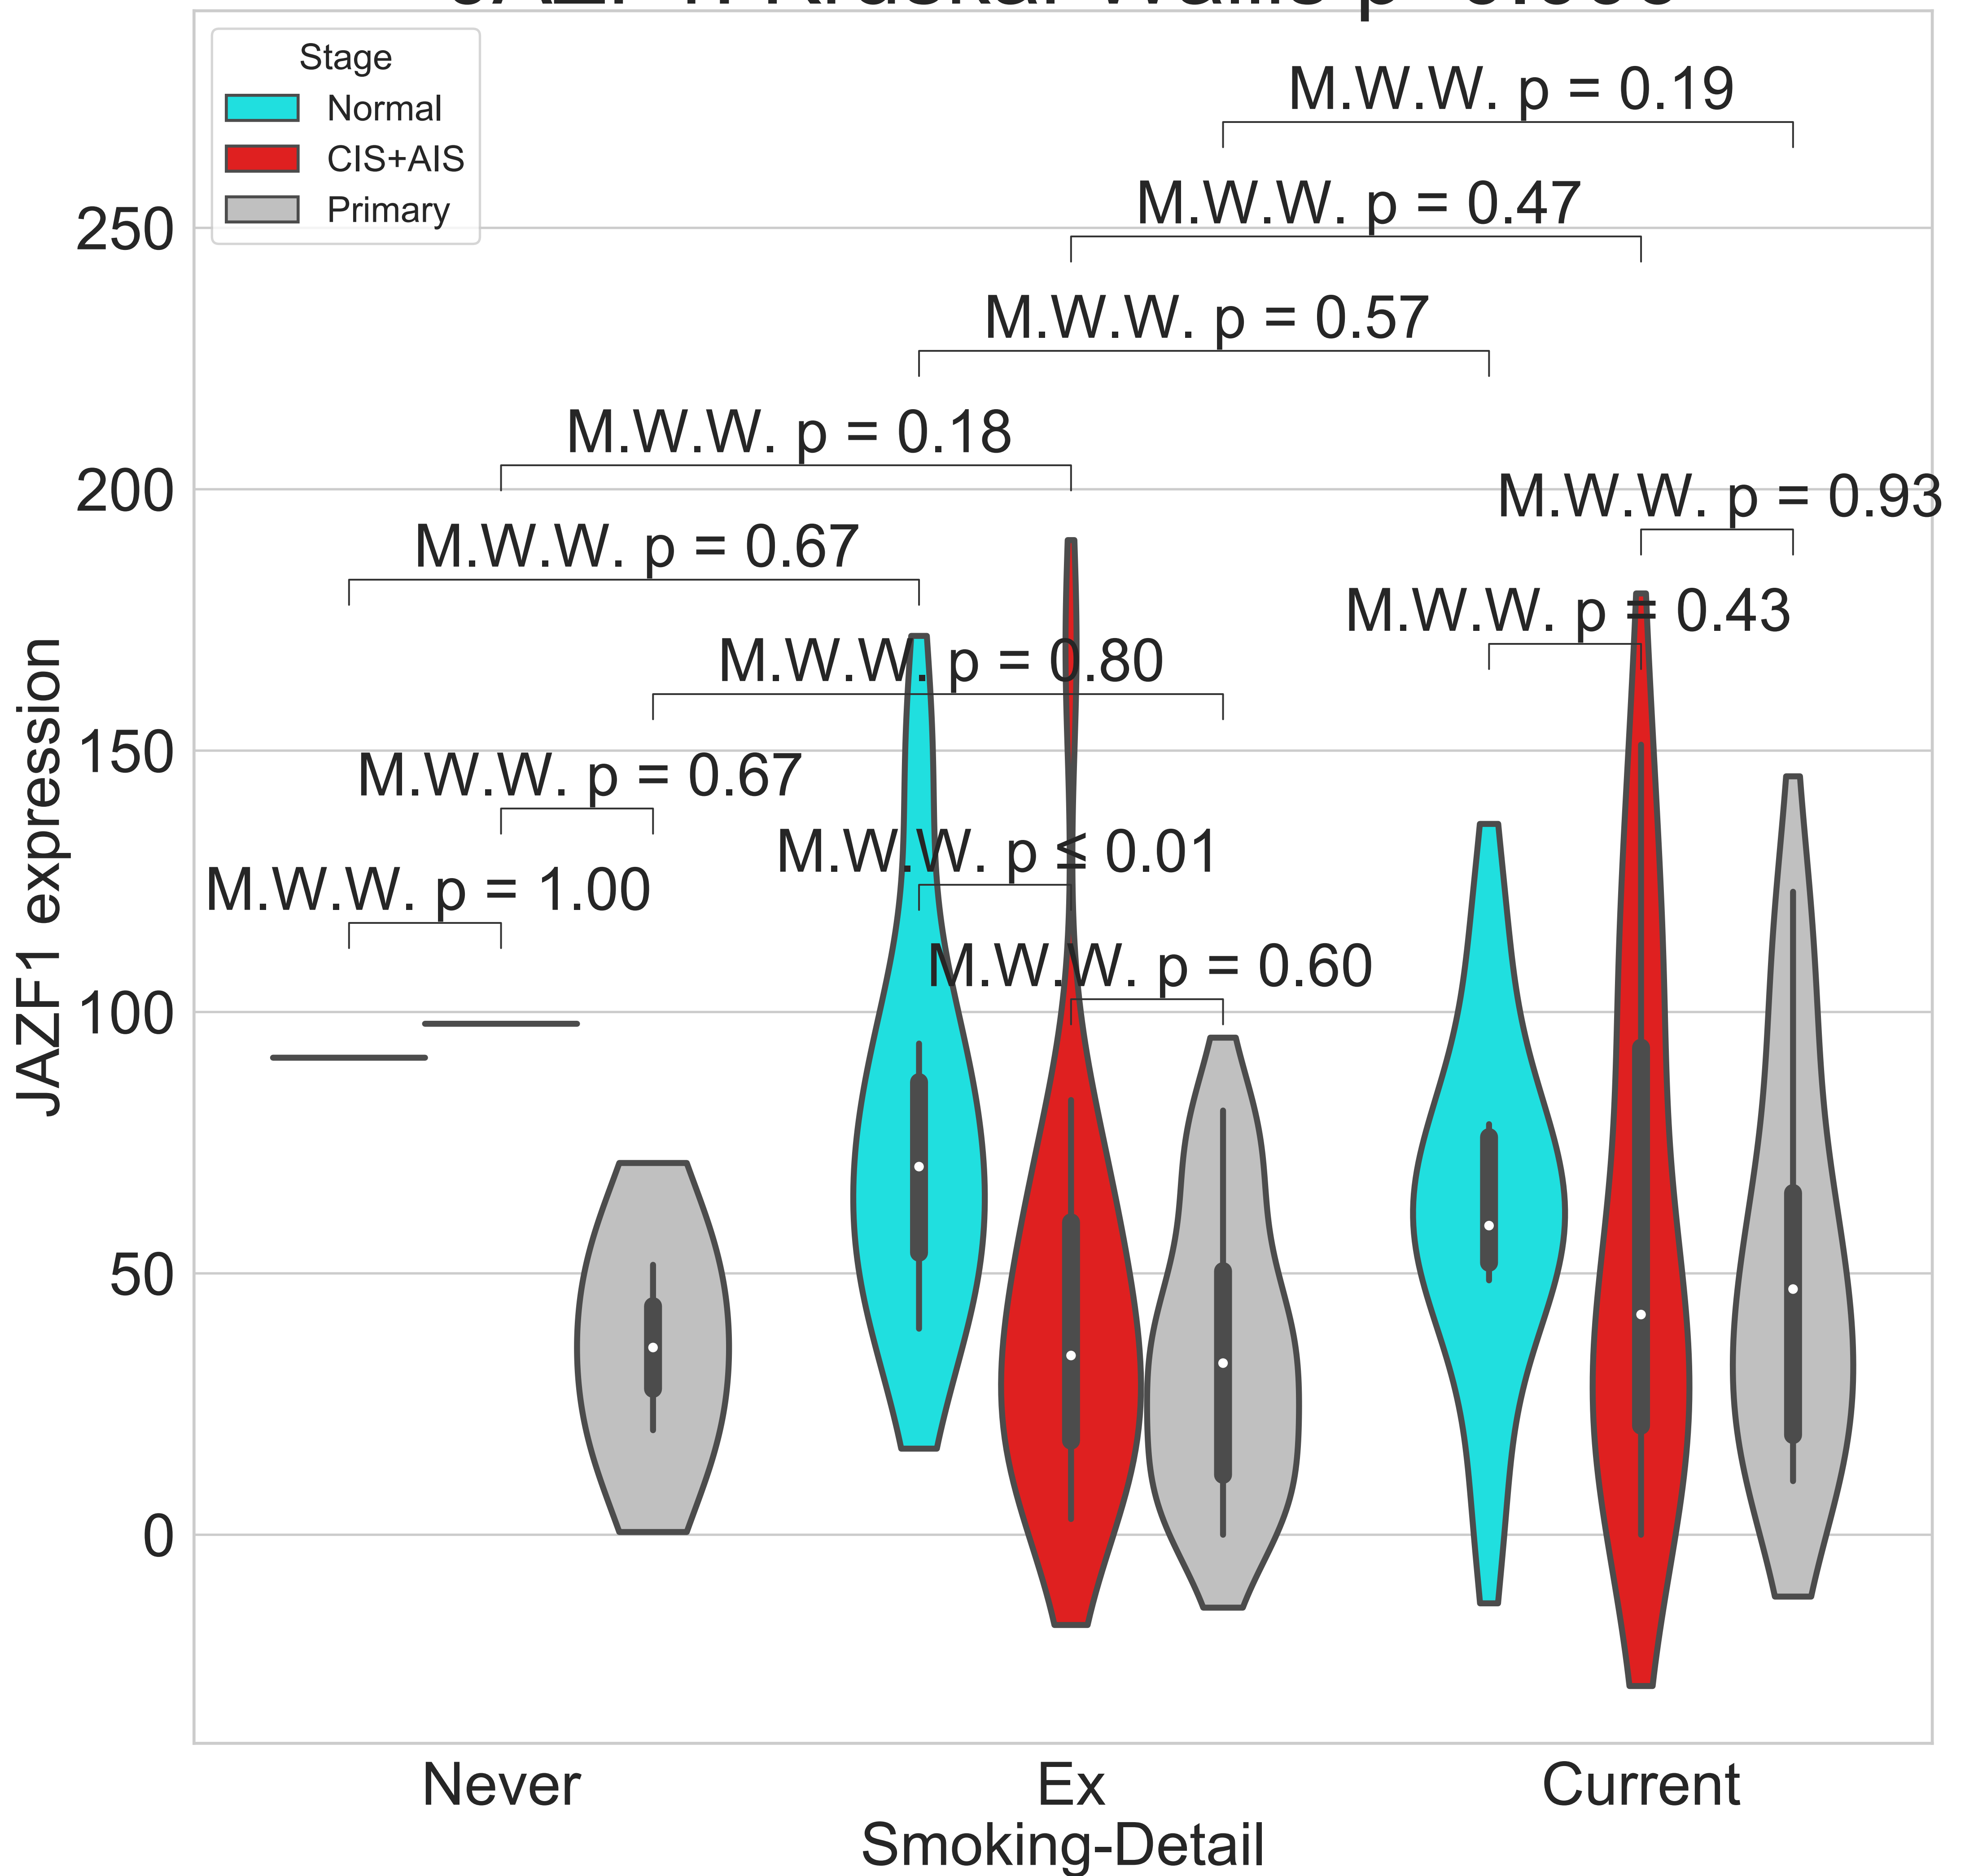 Stage
Normal
CIS+AIS
Primary
M.W.W. p = 0.19
M.W.W. p = 0.47
M.W.W. p = 0.57
M.W.W. p = 0.18
M.W.W. p = 0.93
M.W.W. p = 0.67
M.W.W. p = 0.43
M.W.W. p = 0.80
M.W.W. p = 0.67
M.W.W. p ≤ 0.01
M.W.W. p = 1.00
M.W.W. p = 0.60
250
200
150
100
50
0
JAZF1 expression
Never
Ex
Current
Smoking-Detail